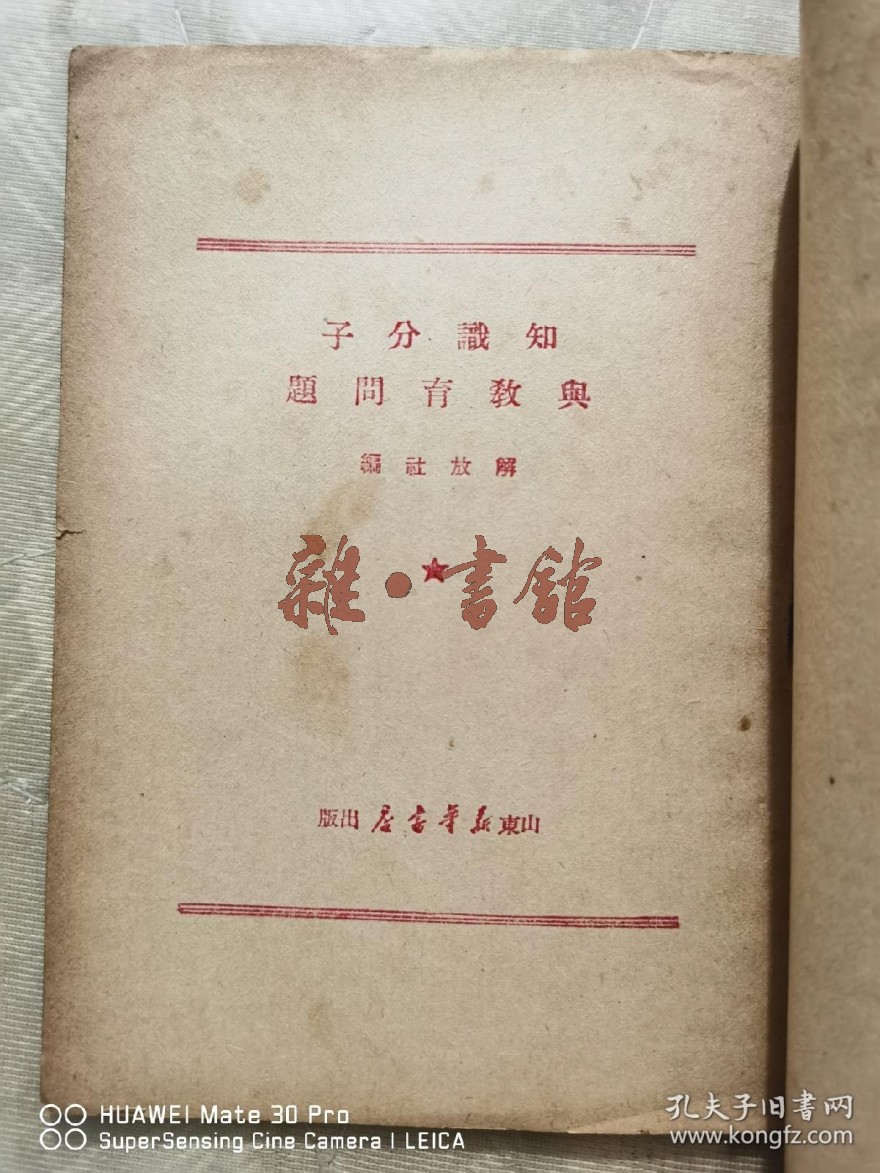 知識分子
與教育問題
解放社編
雜·書館
山東新華書店出版
HUAWEI Mate 30 Pro
SuperSensing Cine Camera | LEICA
孔夫子旧书网
www.kongfz.com